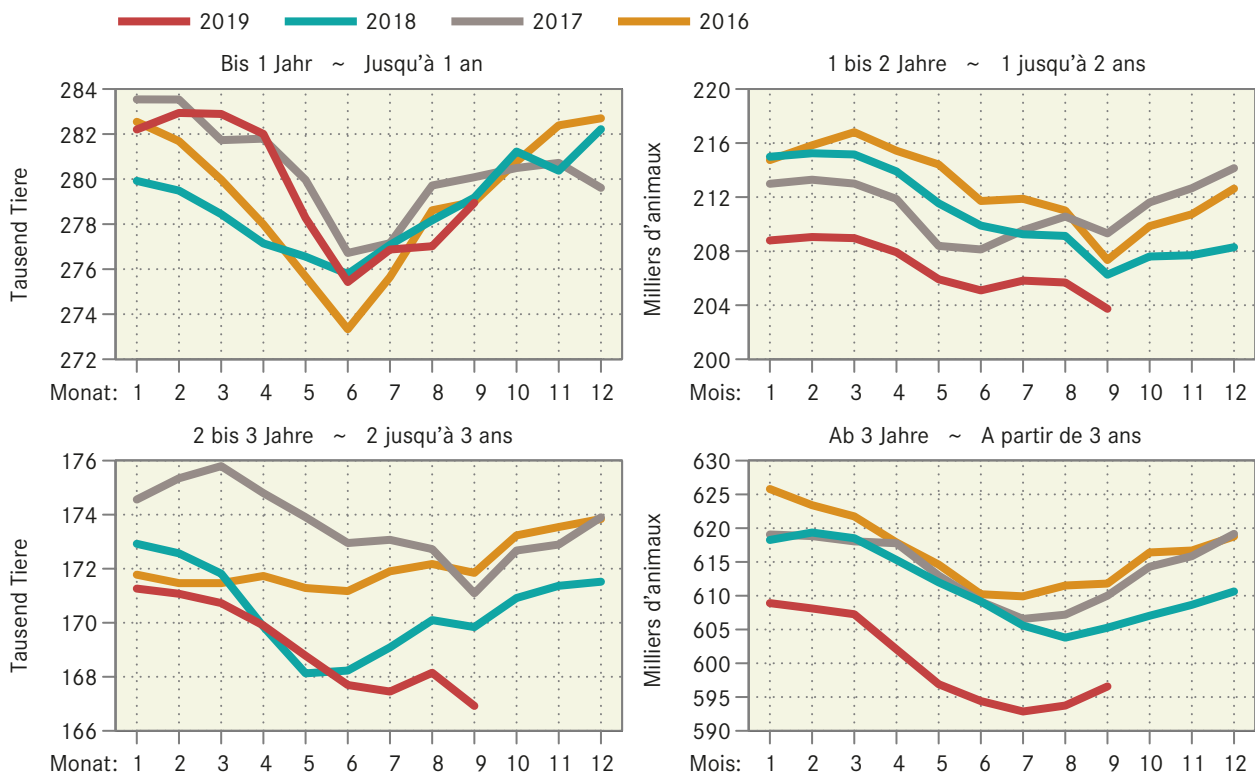 2019 2018 2017 2016
Bis 1 Jahr ~ Jusqu'à 1 an
Tausend Tiere
284
282
280
278
276
274
272
Monat: 1 2 3 4 5 6 7 8 9 10 11 12
1 bis 2 Jahre ~ 1 jusqu'à 2 ans
Milliers d'animaux
220
216
212
208
204
200
Mois: 1 2 3 4 5 6 7 8 9 10 11 12
2 bis 3 Jahre ~ 2 jusqu'à 3 ans
Tausend Tiere
176
174
172
170
168
166
Monat: 1 2 3 4 5 6 7 8 9 10 11 12
Ab 3 Jahre ~ A partir de 3 ans
Milliers d'animaux
630
625
620
615
610
605
600
595
590
Mois: 1 2 3 4 5 6 7 8 9 10 11 12